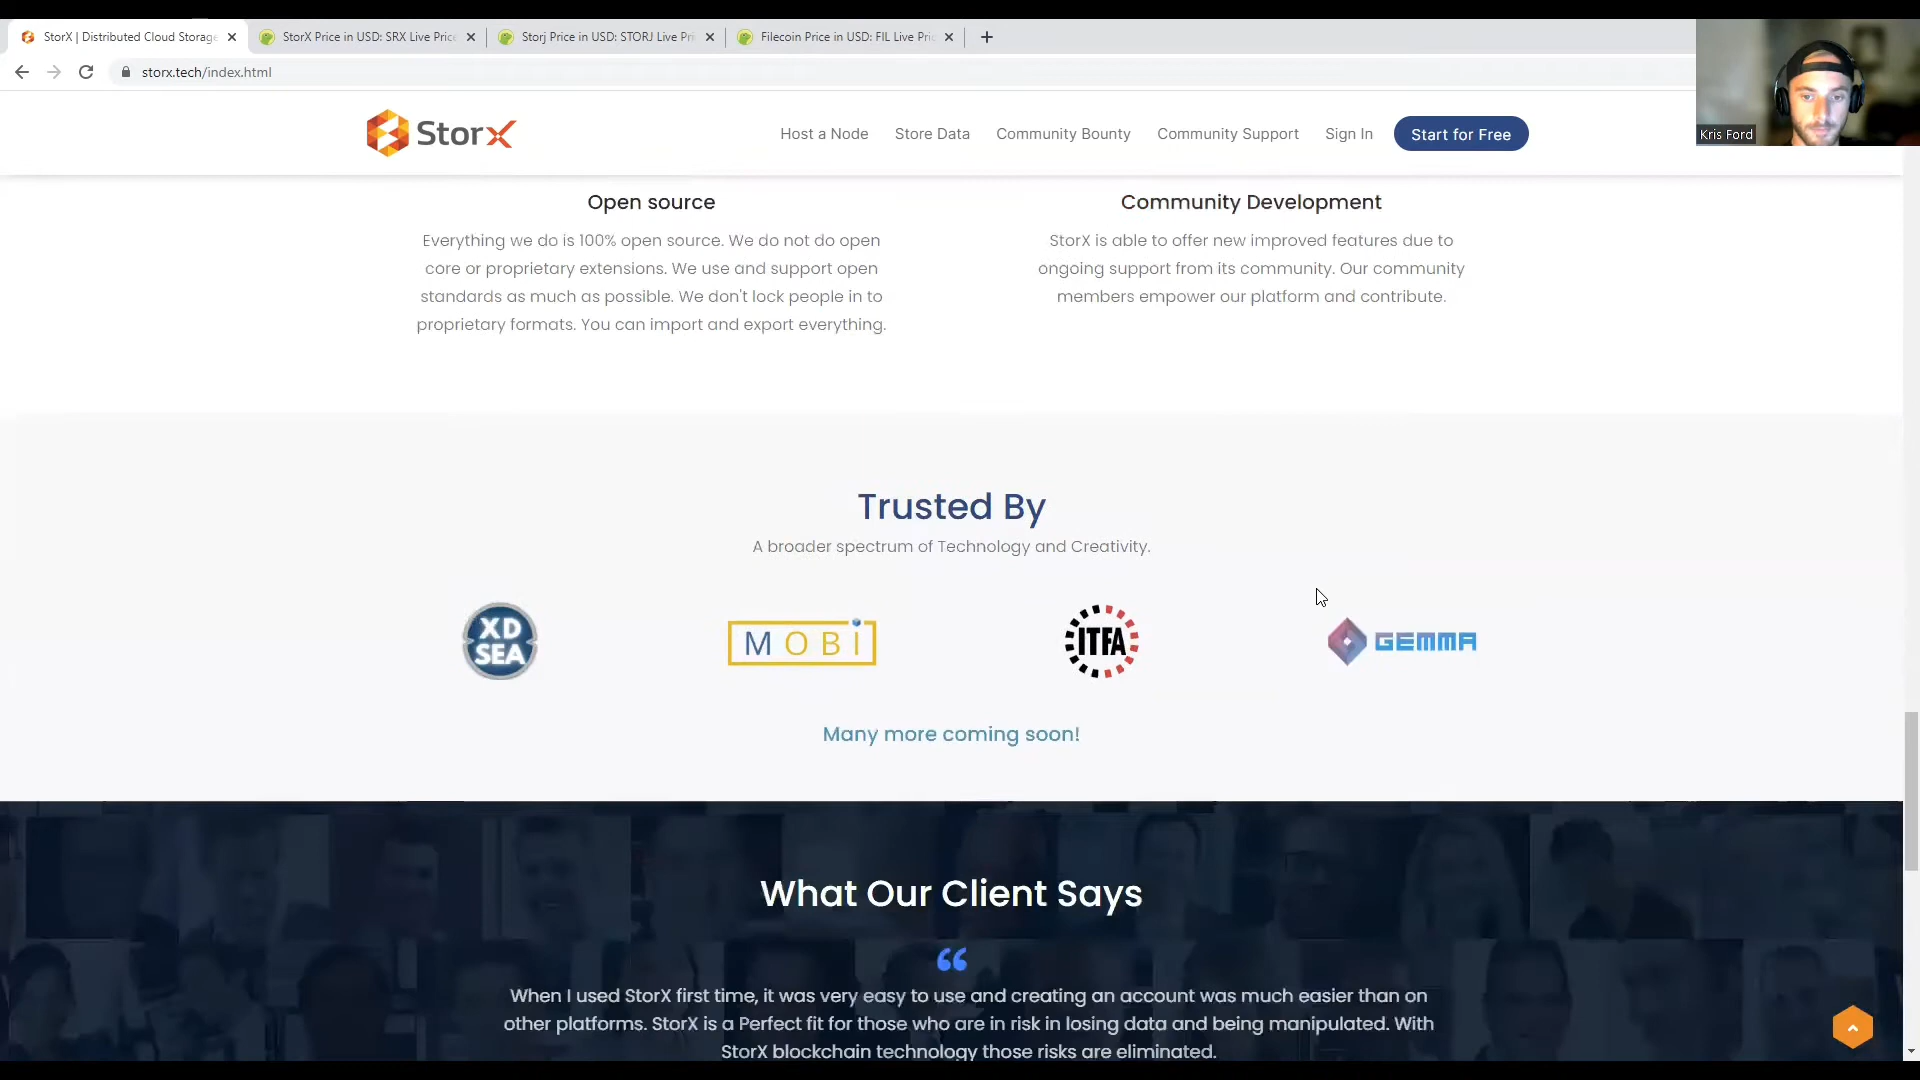 StorX | Distributed Cloud Storage
StorX Price in USD: SRX Live Price
Storj Price in USD: STORJ Live Pri
Filecoin Price in USD: FIL Live Pric
storx.tech/index.html
Kris Ford
StorX
Host a Node
Store Data
Community Bounty
Community Support
Sign In
Start for Free
Open source
Everything we do is 100% open source. We do not do open
core or proprietary extensions. We use and support open
standards as much as possible. We don't lock people in to
proprietary formats. You can import and export everything.
Community Development
StorX is able to offer new improved features due to
ongoing support from its community. Our community
members empower our platform and contribute.
Trusted By
A broader spectrum of Technology and Creativity.
XD
SEA
MOBI
ITFA
GEMMA
Many more coming soon!
What Our Client Says
When I used StorX first time, it was very easy to use and creating an account was much easier than on
other platforms. StorX is a Perfect fit for those who are in risk in losing data and being manipulated. With
StorX blockchain technology those risks are eliminated.